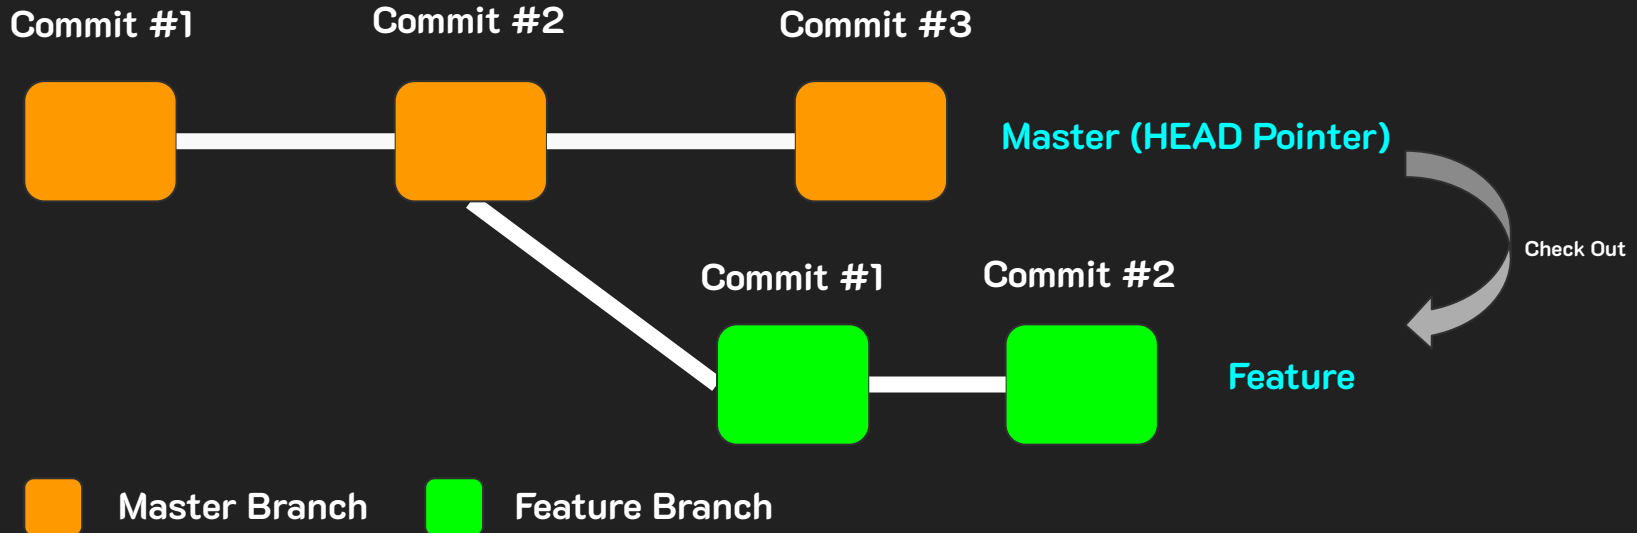 Commit #1
Commit #2
Commit #3
Master (HEAD Pointer)
Check Out
Commit #1
Commit #2
Feature
Master Branch
Feature Branch